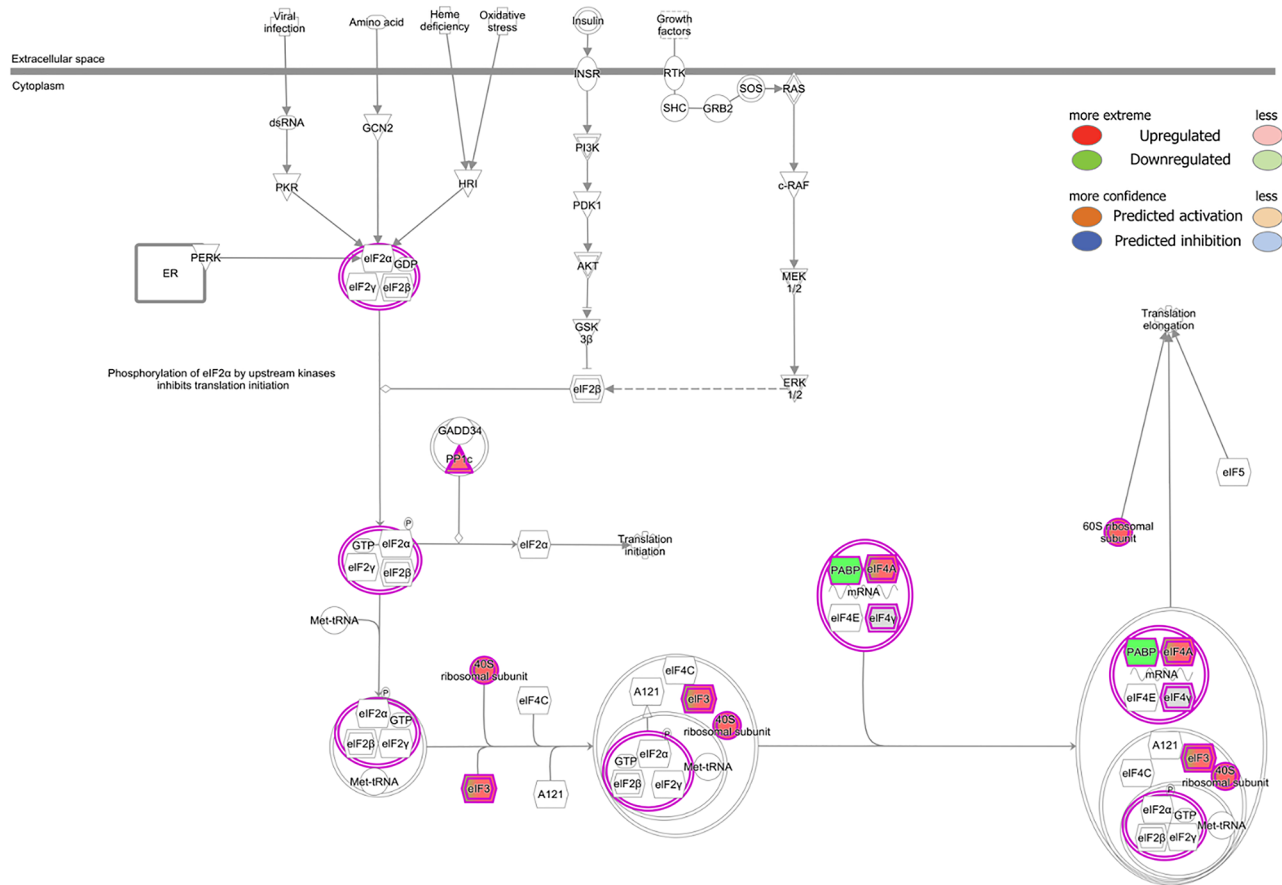 Viral
infection
Amino acid
Heme
deficiency
Oxidative
stress
Insulin
Growth
factors
Extracellular space
Cytoplasm
INSR
RTK
SOS
RAS
SHC
GRB2
dsRNA
GCN2
PI3K
PKR
HRI
c-RAF
PDK1
more extreme
less
Upregulated
Downregulated
more confidence
less
Predicted activation
Predicted inhibition
ER
PERK
eIF2α
GDP
eIF2γ
eIF2β
AKT
MEK
1/2
GSK
3β
Translation
elongation
Phosphorylation of eIF2α by upstream kinases
inhibits translation initiation
eIF2β
ERK
1/2
GADD34
PP1c
eIF5
60S ribosomal
subunit
P
GTP
eIF2α
eIF2γ
eIF2β
eIF2α
Translation
initiation
PABP
eIF4A
mRNA
eIF4E
eIF4γ
Met-tRNA
40S
ribosomal subunit
eIF4C
P
eIF2α
GTP
eIF2β
eIF2γ
Met-tRNA
eIF3
A121
eIF4C
A121
eIF3
40S
ribosomal subunit
P
eIF2α
GTP
Met-tRNA
eIF2β
eIF2γ
PABP
eIF4A
mRNA
eIF4E
eIF4γ
A121
eIF3
eIF4C
40S
ribosomal subunit
P
eIF2α
GTP
Met-tRNA
eIF2β
eIF2γ